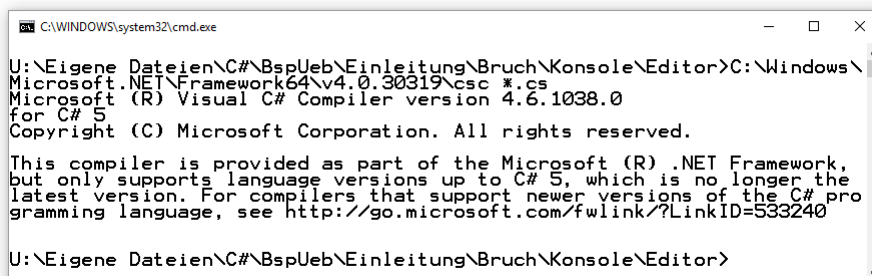 C:\WINDOWS\system32\cmd.exe
U:\Eigene Dateien\C#\BspUeb\Einleitung\Bruch\Konsole\Editor>C:\Windows\
Microsoft.NET\Framework64\v4.0.30319\csc *.cs
Microsoft (R) Visual C# Compiler version 4.6.1038.0
for C# 5
Copyright (C) Microsoft Corporation. All rights reserved.
This compiler is provided as part of the Microsoft (R) .NET Framework,
but only supports language versions up to C# 5, which is no longer the
latest version. For compilers that support newer versions of the C# pro
gramming language, see http://go.microsoft.com/fwlink/?LinkID=533240
U:\Eigene Dateien\C#\BspUeb\Einleitung\Bruch\Konsole\Editor>